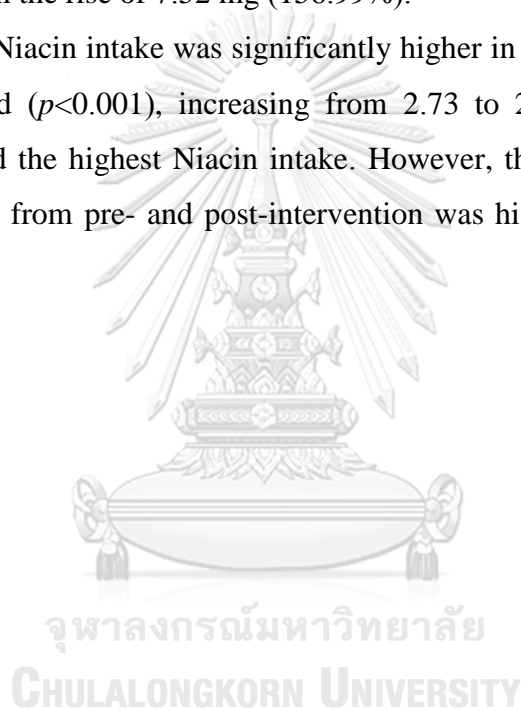 the rise of 7.52 mg (156.99%).
Niacin intake was significantly higher in
(p<0.001), increasing from 2.73 to 2
the highest Niacin intake. However, th
from pre- and post-intervention was hi
จุฬาลงกรณ์มหาวิทยาลัย
CHULALONGKORN UNIVERSITY